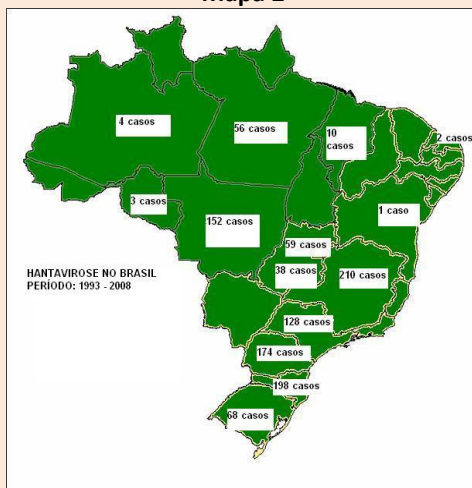 Mapa 2
4 casos
56 casos
10
casos
2 casos
3 casos
1 caso
152 casos
59 casos
38 casos
210 casos
HANTAVIROSE NO BRASIL
PERÍODO: 1993 - 2008
128 casos
174 casos
198 casos
68 casos